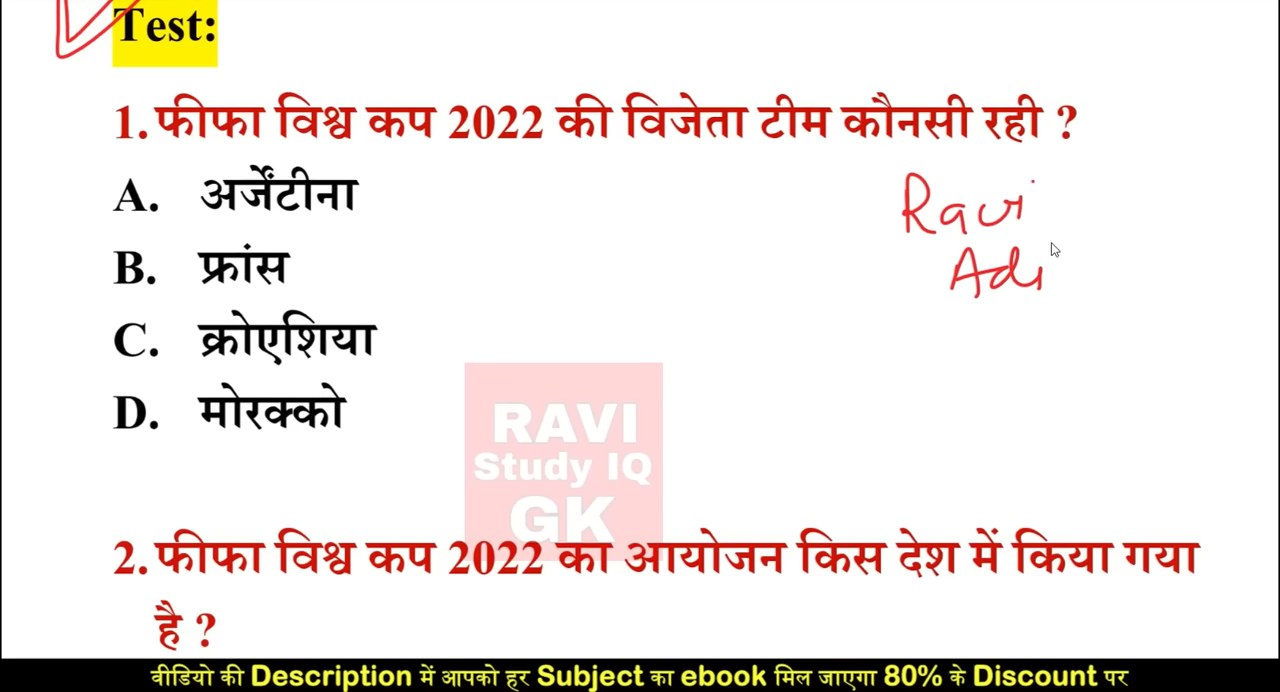 Test:
1. फीफा विश्व कप 2022 की विजेता टीम कौनसी रही ?
A. अर्जेंटीना
Ravi
B. फ्रांस
Adi
C. क्रोएशिया
D. मोरक्को
RAVI
Study IQ
GK
2. फीफा विश्व कप 2022 का आयोजन किस देश में किया गया
है ?
वीडियो की Description में आपको हर Subject का ebook मिल जाएगा 80% के Discount पर